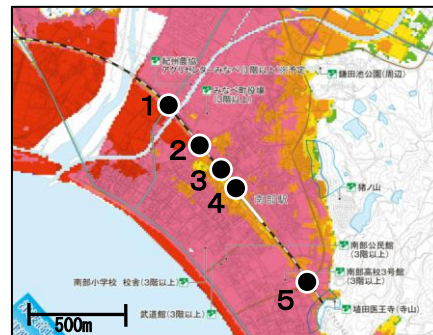 紀州農協
アグリセンターみなべ(3階以上)※予定
鎌田池公園(周辺)
みなべ町役場
(3階以上)
1
2
3
4
南部駅
猪ノ山
南部公民館
(3階以上)
南部高校3号館
(3階以上)
5
南部小学校 校舎(3階以上)
武道館(3階以上)
埴田医王寺(寺山)
500m